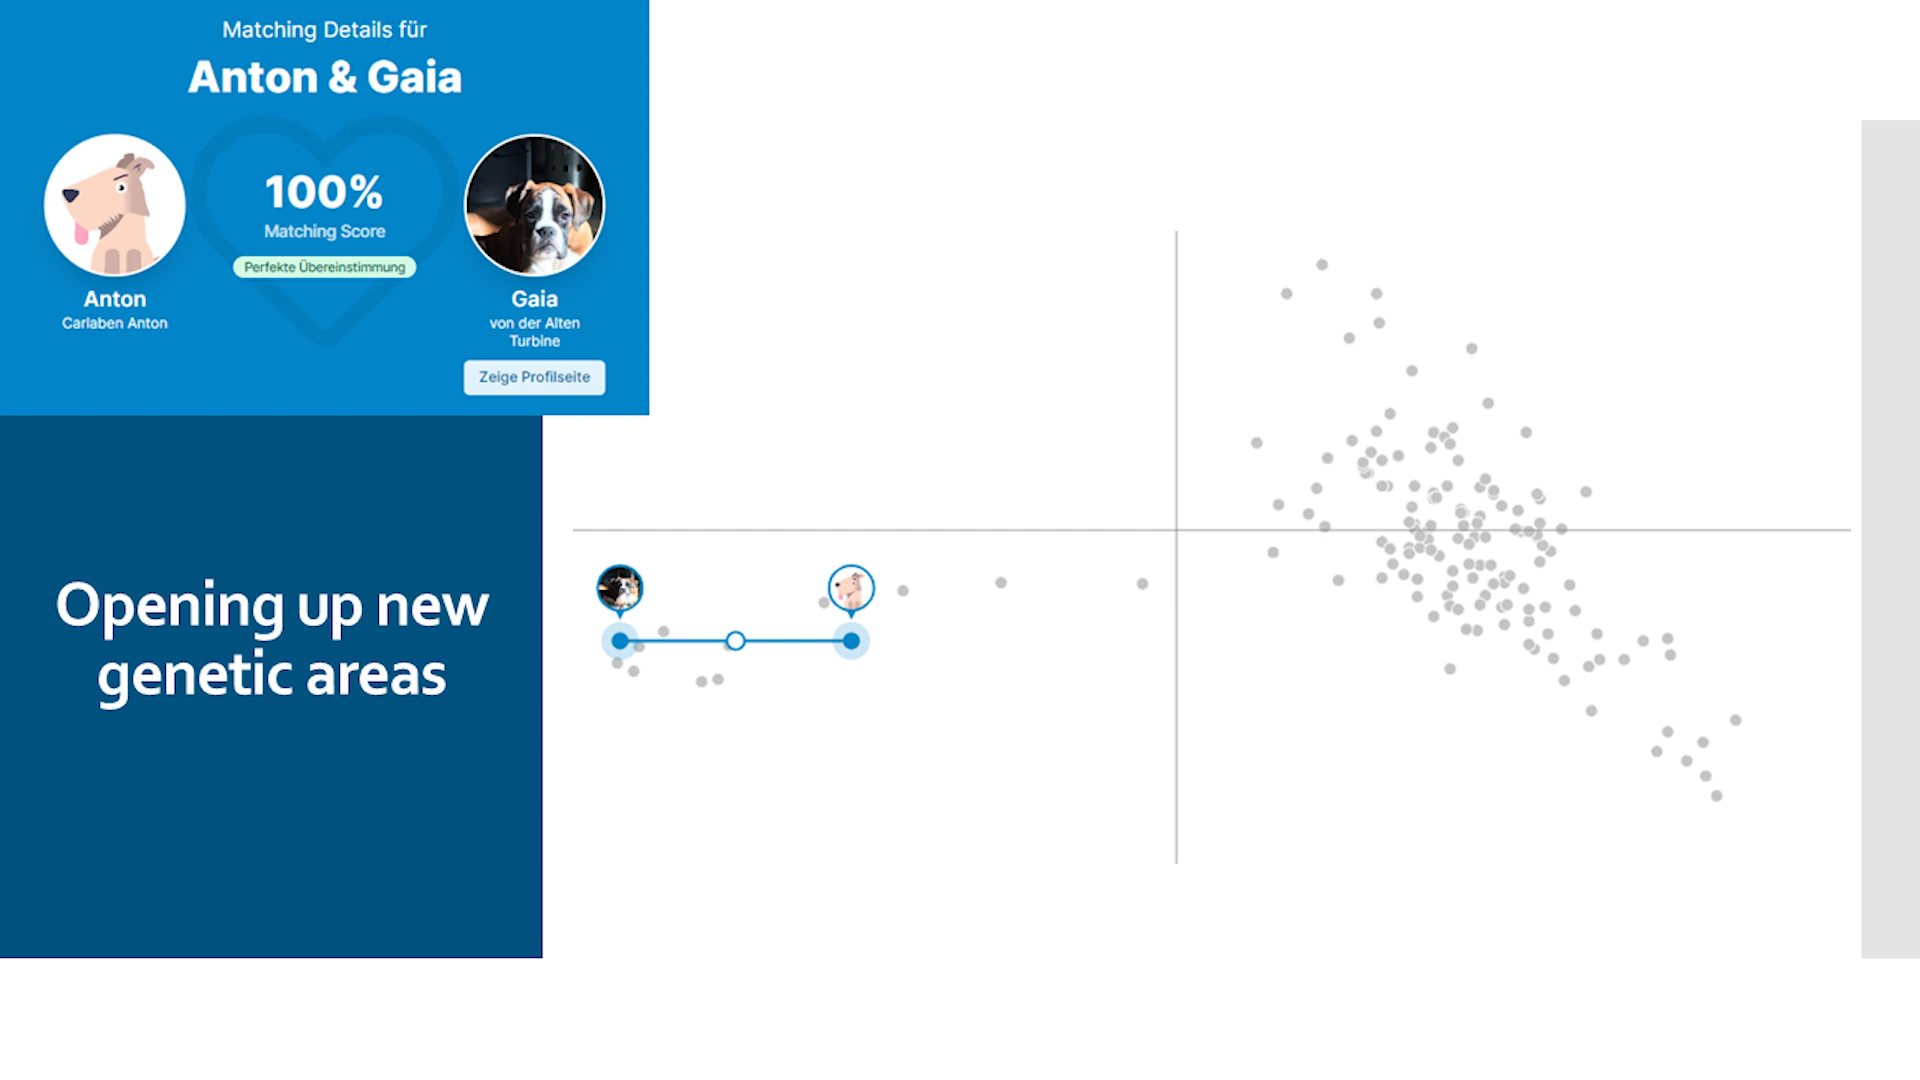 Matching Details für
Anton & Gaia
100%
Matching Score
Perfekte Übereinstimmung
Anton
Carlaben Anton
Gaia
von der Alten
Turbine
Zeige Profilseite
Opening up new
genetic areas